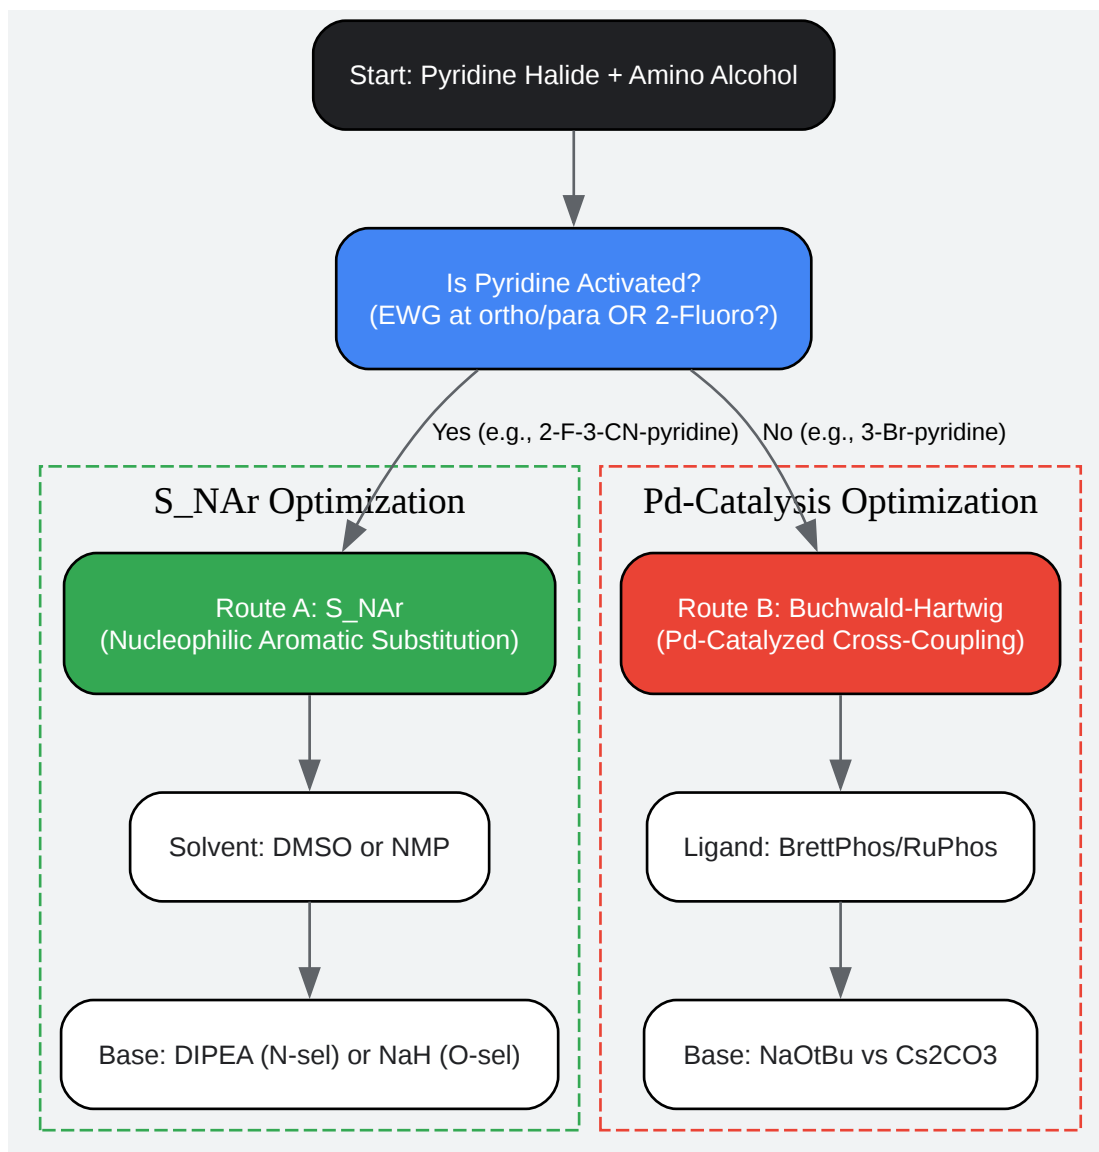 Start: Pyridine Halide + Amino Alcohol
Is Pyridine Activated?
(EWG at ortho/para OR 2-Fluoro?)
Yes (e.g., 2-F-3-CN-pyridine)
No (e.g., 3-Br-pyridine)
S_NAr Optimization
Route A: S_NAr
(Nucleophilic Aromatic Substitution)
Solvent: DMSO or NMP
Base: DIPEA (N-sel) or NaH (O-sel)
Pd-Catalysis Optimization
Route B: Buchwald-Hartwig
(Pd-Catalyzed Cross-Coupling)
Ligand: BrettPhos/RuPhos
Base: NaOtBu vs Cs2CO3